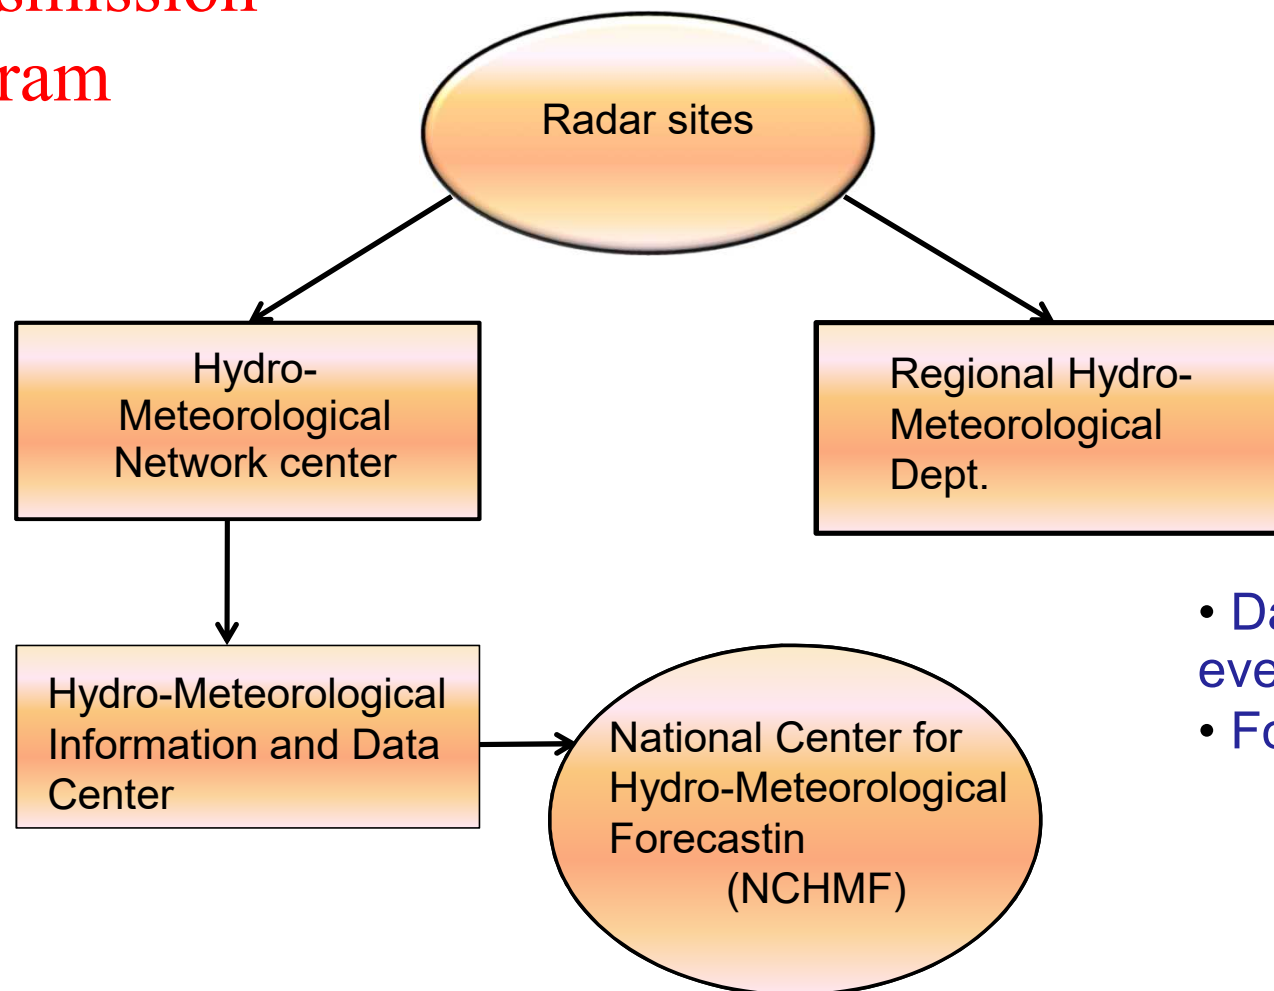 ram
Radar sites
Hydro-
Meteorological
Network center
Regional Hydro-
Meteorological
Dept.
Hydro-Meteorological
Information and Data
Center
National Center for
Hydro-Meteorological
Forecastin
(NCHMF)
•
•